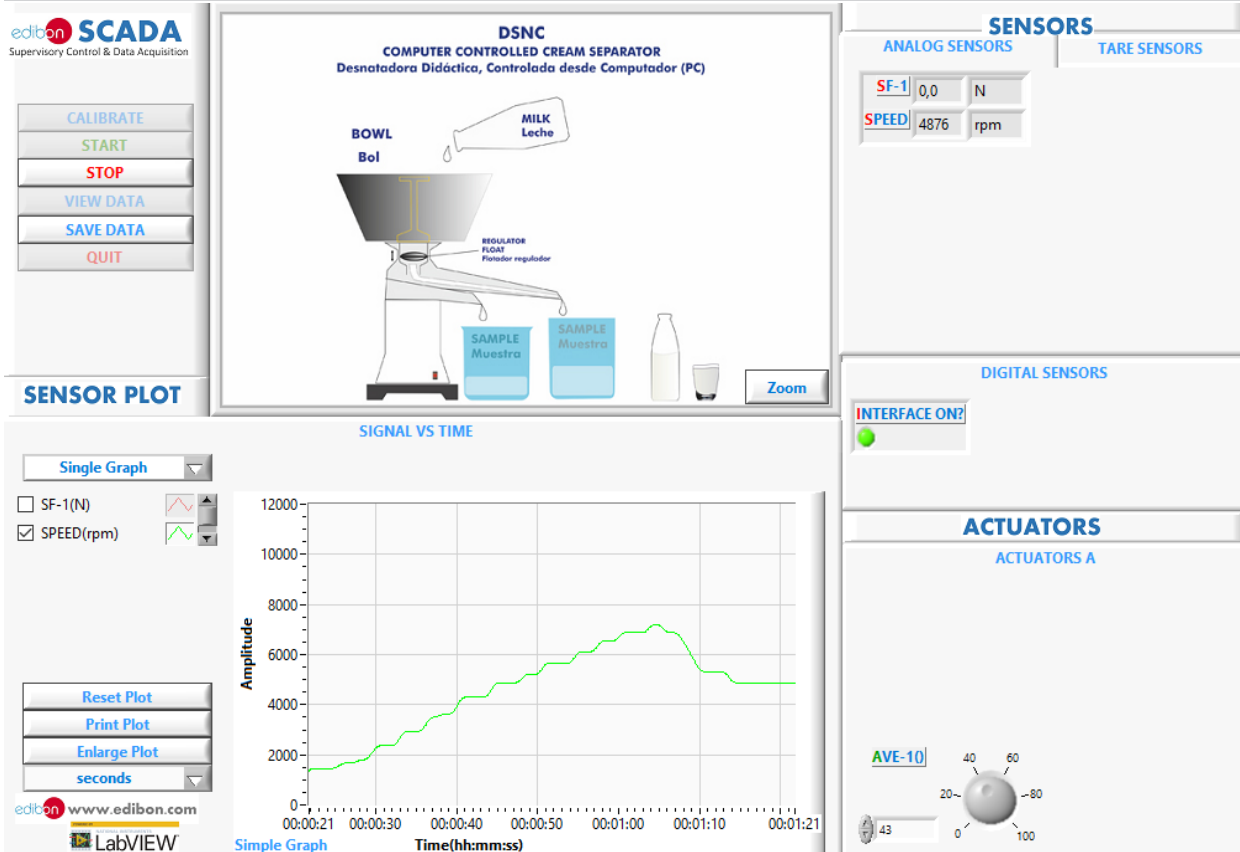 edibon SCADA
Supervisory Control & Data Acquisition
CALIBRATE
START
STOP
VIEW DATA
SAVE DATA
QUIT
DSNC
COMPUTER CONTROLLED CREAM SEPARATOR
Desnatadora Didáctica, Controlada desde Computador (PC)
MILK
Leche
BOWL
Bol
REGULATOR
FLOAT
Flotador regulador
SAMPLE
Muestra
SAMPLE
Muestra
Zoom
SENSORS
ANALOG SENSORS
TARE SENSORS
SF-1 0,0 N
SPEED 4876 rpm
DIGITAL SENSORS
INTERFACE ON?
ACTUATORS
ACTUATORS A
AVE-1()
43
0
20
40
60
80
100
SENSOR PLOT
SIGNAL VS TIME
Single Graph
SF-1(N)
SPEED(rpm)
Reset Plot
Print Plot
Enlarge Plot
seconds
edibon www.edibon.com
POWERED BY
NATIONAL INSTRUMENTS
LabVIEW
Amplitude
12000
10000
8000
6000
4000
2000
0
00:00:21 00:00:30 00:00:40 00:00:50 00:01:00 00:01:10 00:01:21
Simple Graph
Time(hh:mm:ss)